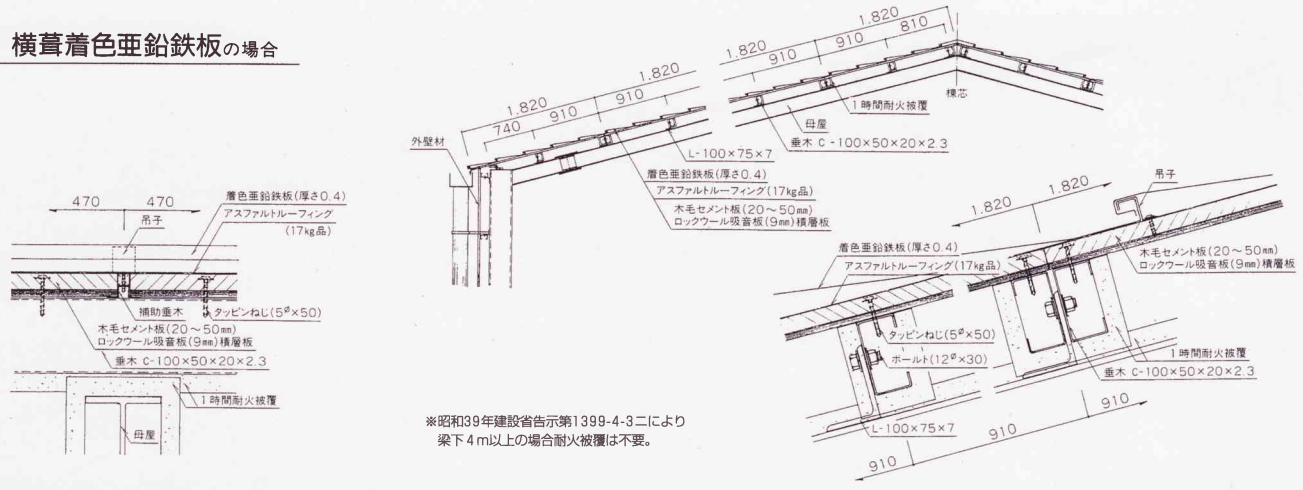 横葺着色亜鉛鉄板の場合
1.820
910
810
1.820
910
910
1.820
910
1.820
910
740
外壁材
棟芯
1時間耐火被覆
母屋
垂木 C-100×50×20×2.3
L-100×75×7
着色亜鉛鉄板(厚さ0.4)
アスファルトルーフィング(17kg品)
木毛セメント板(20～50㎜)
ロックウール吸音板(9㎜)積層板
470
470
吊子
着色亜鉛鉄板(厚さ0.4)
アスファルトルーフィング
(17kg品)
補助垂木
タッピンねじ(5ᶲ×50)
木毛セメント板(20～50㎜)
ロックウール吸音板(9㎜)積層板
垂木 C-100×50×20×2.3
1時間耐火被覆
母屋
※昭和39年建設省告示第1399-4-3二により
梁下4m以上の場合耐火被覆は不要。
1.820
1.820
吊子
着色亜鉛鉄板(厚さ0.4)
アスファルトルーフィング(17kg品)
木毛セメント板(20～50㎜)
ロックウール吸音板(9㎜)積層板
タッピンねじ(5ᶲ×50)
ボールト(12ᶲ×30)
1時間耐火被覆
垂木 C-100×50×20×2.3
L-100×75×7
910
910
910